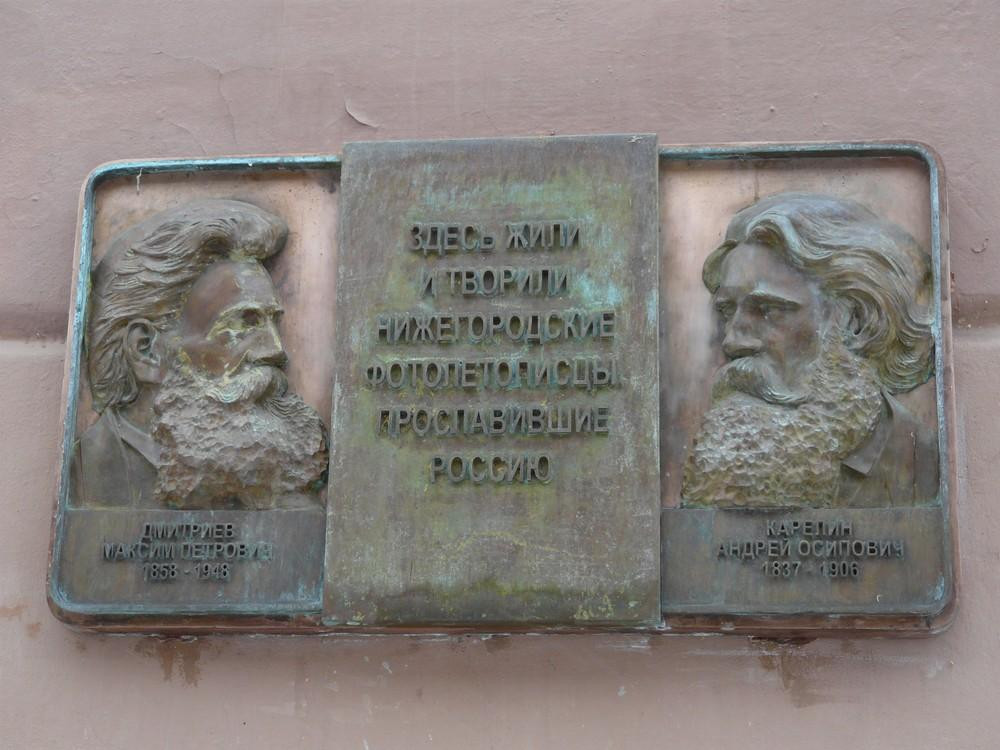 ЗДЕСЬ ЖИЛИ
И ТВОРИЛИ
НИЖЕГОРОДСКИЕ
ФОТОЛЕТОПИСЦЫ,
ПРОСЛАВИВШИЕ
РОССИЮ
ДМИТРИЕВ
МАКСИМ ПЕТРОВИЧ
1858 - 1948
КАРЕЛИН
АНДРЕЙ ОСИПОВИЧ
1837 - 1906